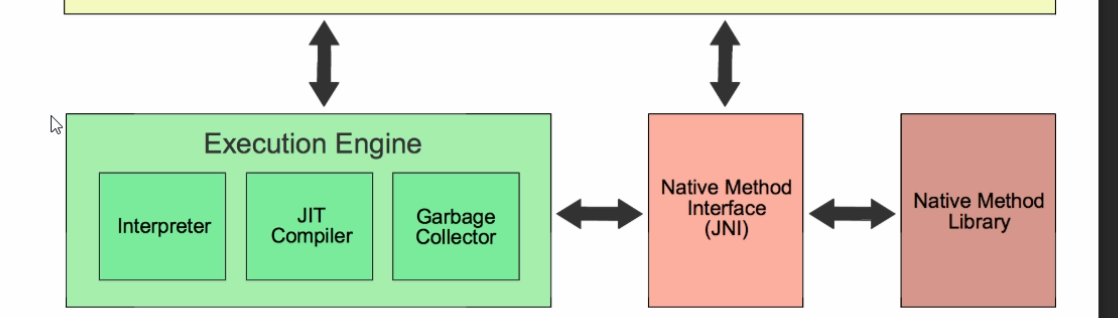 Execution Engine
Interpreter
JIT
Compiler
Garbage
Collector
Native Method
Interface
(JNI)
Native Method
Library